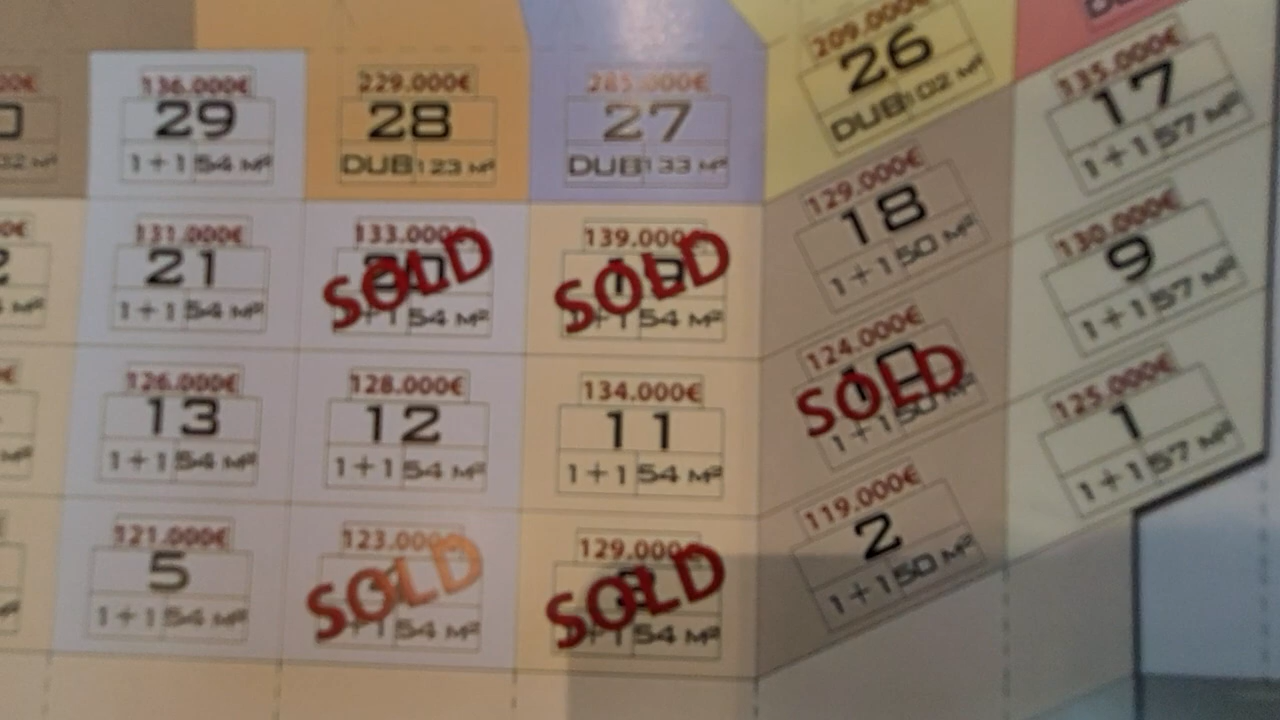 136.000€
29
1+1 54 M²
229.000€
28
DUB 123 M²
285.000€
27
DUB 133 M²
209.000€
26
DUB 102 M²
135.000€
17
1+1 57 M²
131.000€
21
1+1 54 M²
133.000€
SOLD
54 M²
139.000€
SOLD
54 M²
129.000€
18
1+1 50 M²
130.000€
9
1+1 57 M²
126.000€
13
1+1 54 M²
128.000€
12
1+1 54 M²
134.000€
11
1+1 54 M²
124.000€
10
SOLD
1+1 50 M²
125.000€
1
1+1 57 M²
121.000€
5
1+1 54 M²
123.000
SOLD
54 M²
129.000
SOLD
54 M²
119.000€
2
1+1 50 M²